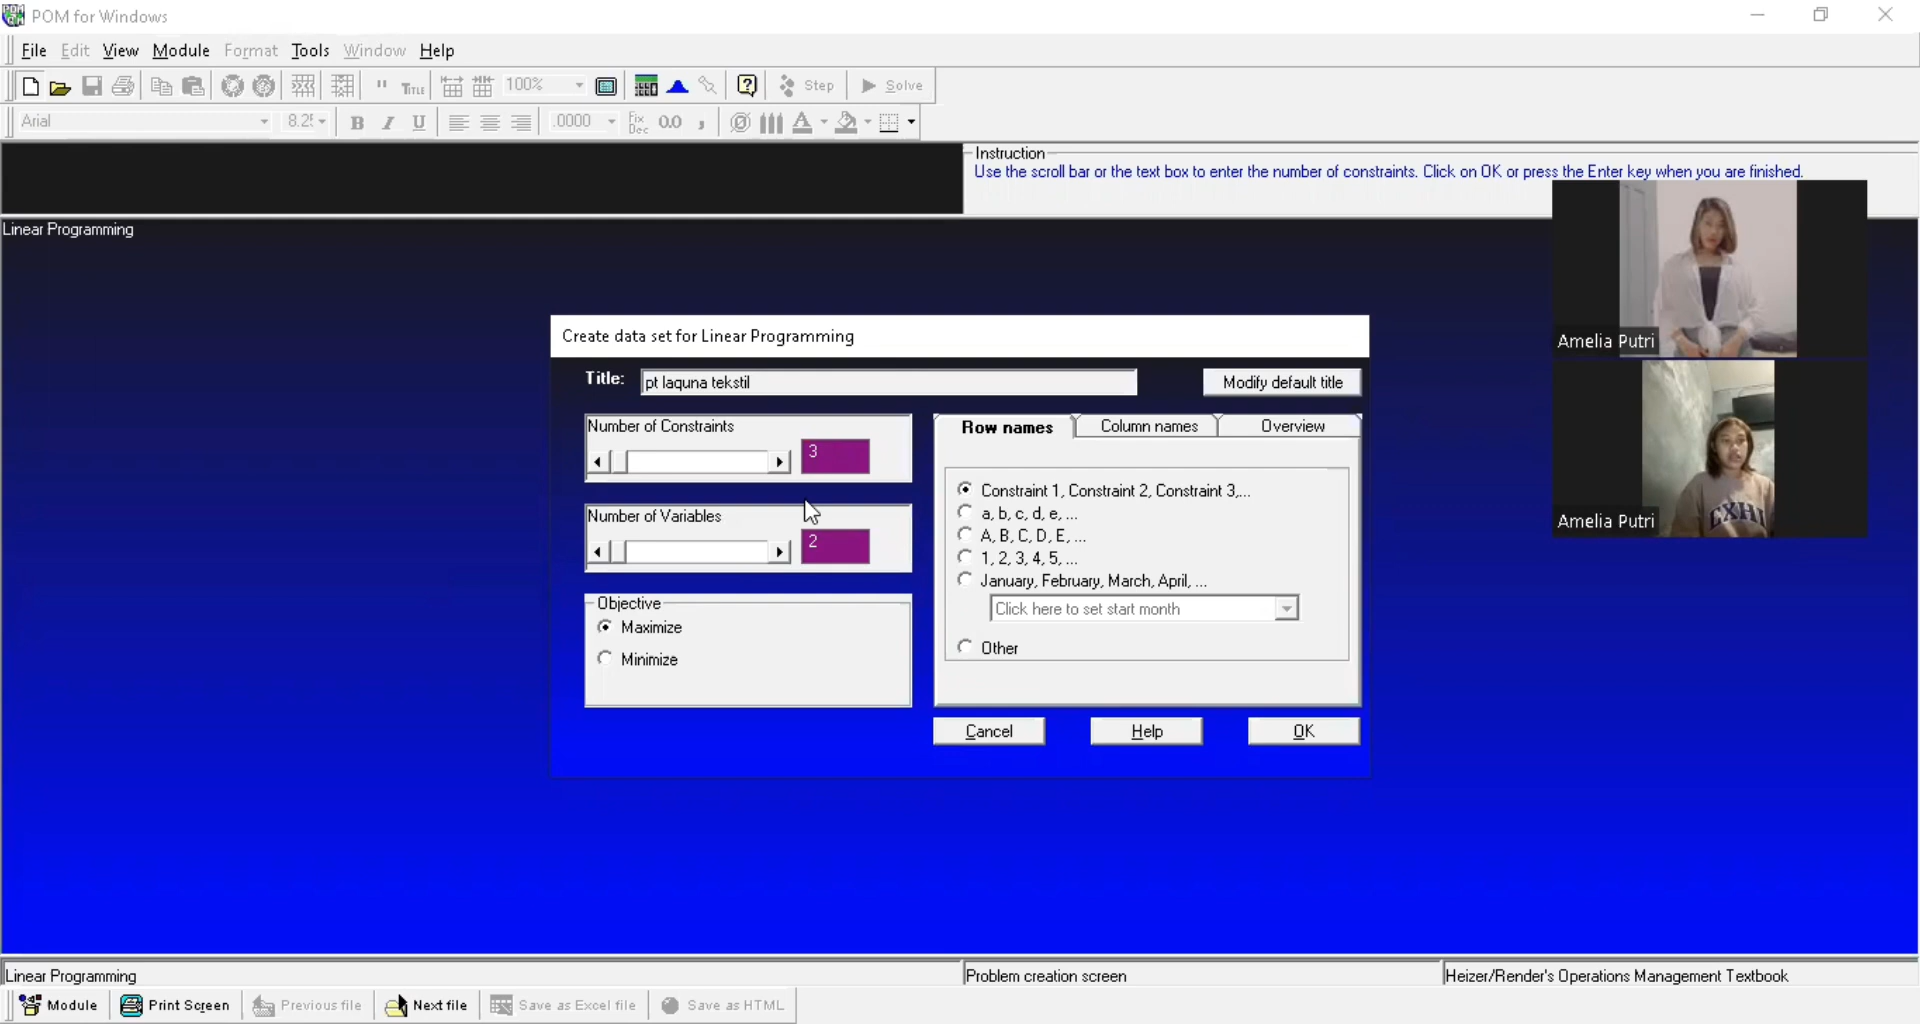 POM for Windows
File Edit View Module Format Tools Window Help
TITLE 100% Step Solve
Arial 8.2 B I U .0000 Fix Dec 0.0 ,
Instruction
Use the scroll bar or the text box to enter the number of constraints. Click on OK or press the Enter key when you are finished.
Linear Programming
Amelia Putri
Amelia Putri
Create data set for Linear Programming
Title: pt laguna tekstil Modify default title
Number of Constraints
3
Number of Variables
2
Objective
Maximize
Minimize
Row names Column names Overview
Constraint 1, Constraint 2, Constraint 3,...
a, b, c, d, e, ...
A, B, C, D, E, ...
1, 2, 3, 4, 5, ...
January, February, March, April, ...
Click here to set start month
Other
Cancel Help OK
Linear Programming Problem creation screen Heizer/Render's Operations Management Textbook
Module Print Screen Previous file Next file Save as Excel file Save as HTML